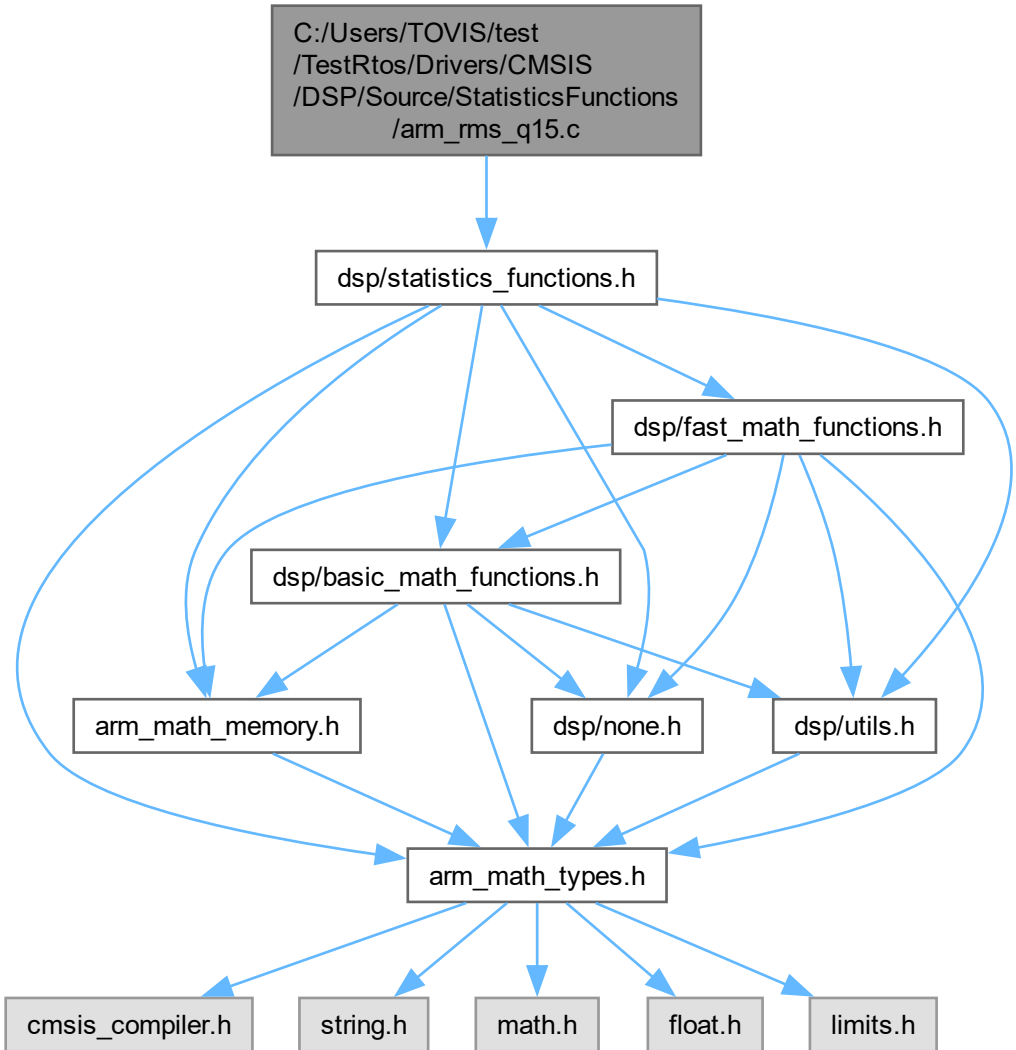 C:/Users/TOVIS/test
/TestRtos/Drivers/CMSIS
/DSP/Source/StatisticsFunctions
/arm_rms_q15.c
dsp/statistics_functions.h
dsp/fast_math_functions.h
dsp/basic_math_functions.h
arm_math_memory.h
dsp/none.h
dsp/utils.h
arm_math_types.h
cmsis_compiler.h
string.h
math.h
float.h
limits.h